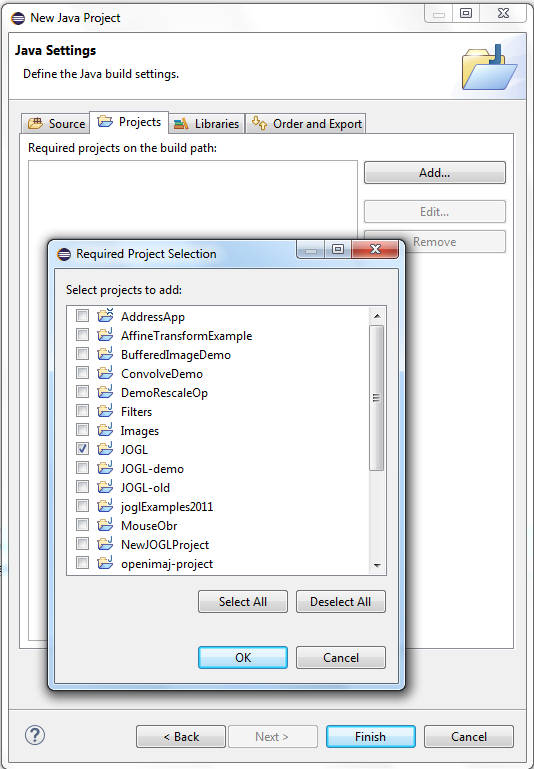 New Java Project
Java Settings
Define the Java build settings.
Source
Projects
Libraries
Order and Export
Required projects on the build path:
Add...
Edit...
Remove
Required Project Selection
Select projects to add:
AddressApp
AffineTransformExample
BufferedImageDemo
ConvolveDemo
DemoRescaleOp
Filters
Images
JOGL
JOGL-demo
JOGL-old
joglExamples2011
MouseObr
NewJOGLProject
openimaj-project
Select All
Deselect All
OK
Cancel
< Back
Next >
Finish
Cancel